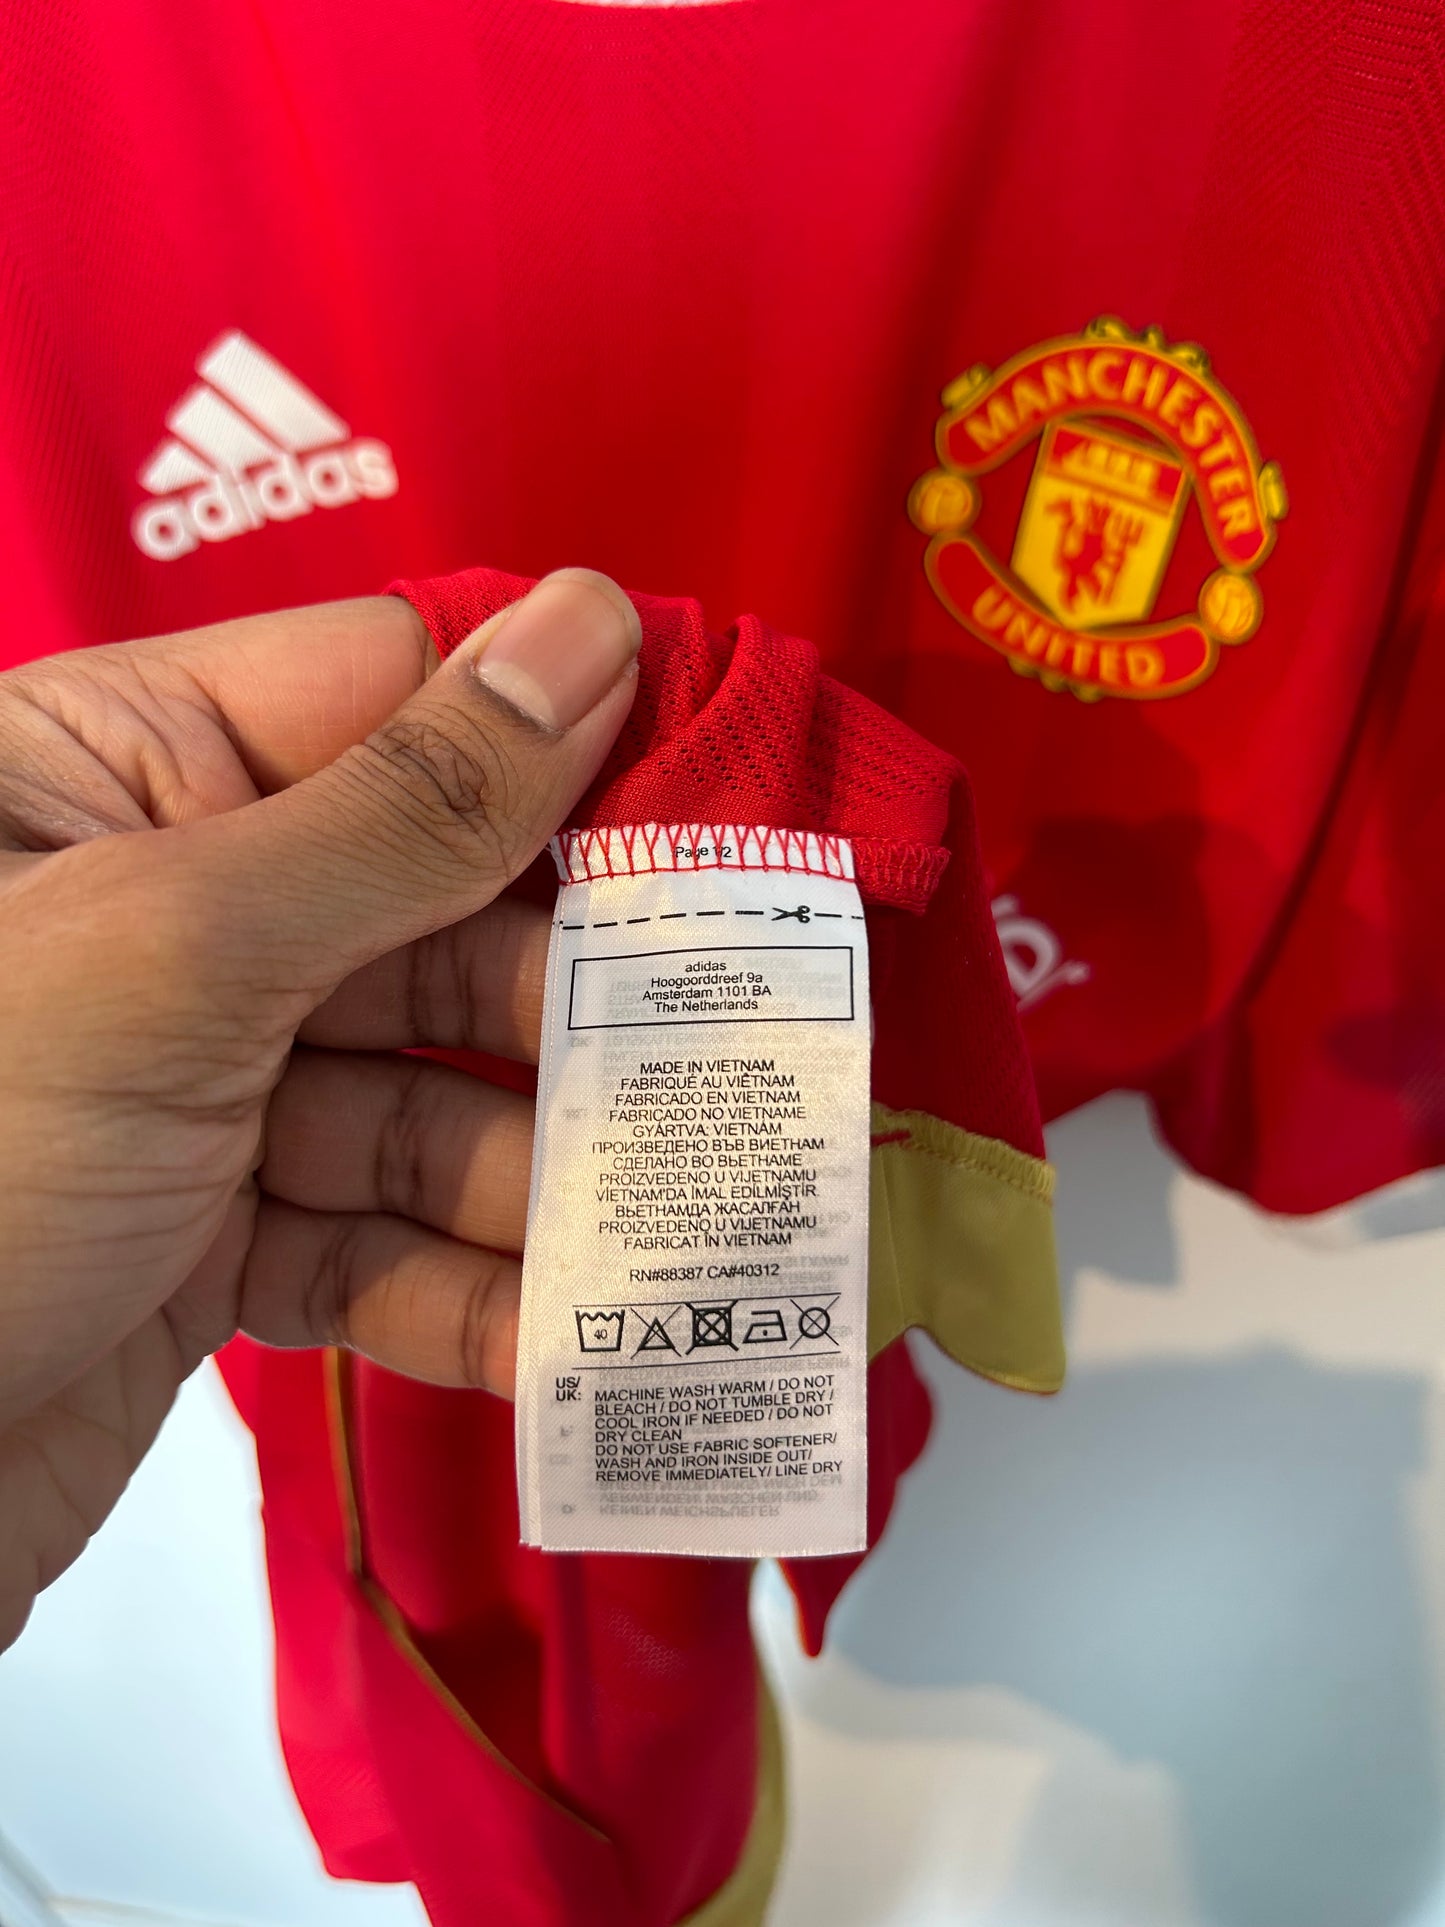 adidas
MANCHESTER
UNITED
Page 1/2
adidas
Hoogoorddreef 9a
Amsterdam 1101 BA
The Netherlands
MADE IN VIETNAM
FABRIQUÉ AU VIÊTNAM
FABRICADO EN VIETNAM
FABRICADO NO VIETNAME
GYÁRTVA: VIETNÁM
ПРОИЗВЕДЕНО ВЪВ ВИЕТНАМ
СДЕЛАНО ВО ВЬЕТНАМЕ
PROIZVEDENO U VIJETNAMU
VİETNAM'DA İMAL EDİLMİŞTİR
ВЬЕТНАМДА ЖАСАЛҒАН
PROIZVEDENO U VIJETNAMU
FABRICAT ÎN VIETNAM
RN#88387 CA#40312
40
US/
UK: MACHINE WASH WARM / DO NOT
BLEACH / DO NOT TUMBLE DRY /
COOL IRON IF NEEDED / DO NOT
DRY CLEAN
DO NOT USE FABRIC SOFTENER/
WASH AND IRON INSIDE OUT/
REMOVE IMMEDIATELY/ LINE DRY